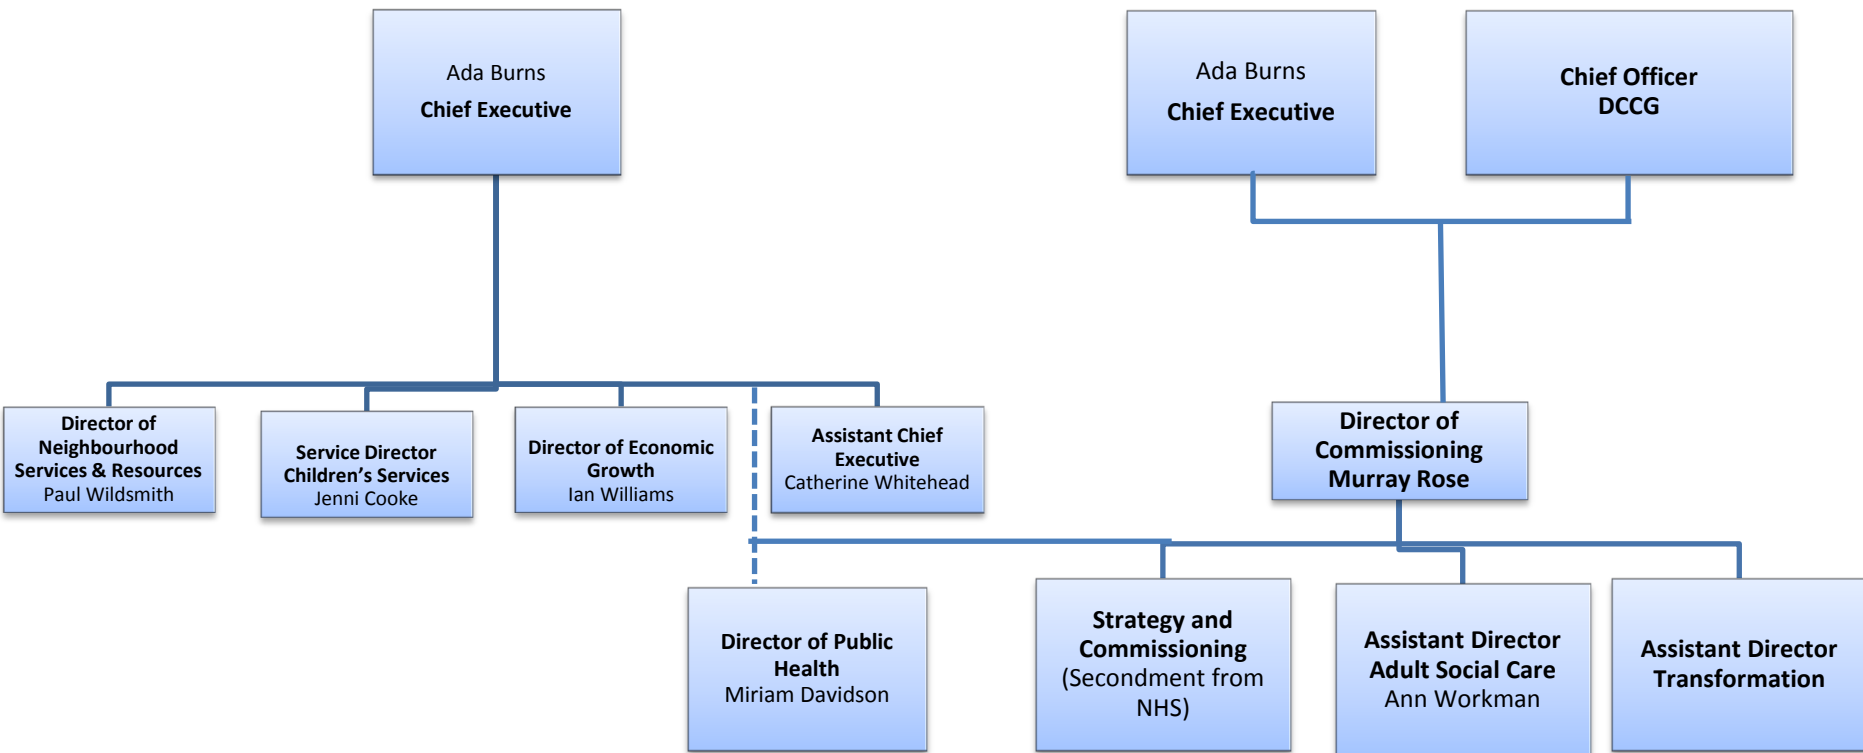 Ada Burns
Chief Executive
Ada Burns
Chief Executive
Chief Officer
DCCG
Director of
Neighbourhood
Services & Resources
Paul Wildsmith
Service Director
Children’s Services
Jenni Cooke
Director of Economic
Growth
Ian Williams
Assistant Chief
Executive
Catherine Whitehead
Director of
Commissioning
Murray Rose
Director of Public
Health
Miriam Davidson
Strategy and
Commissioning
(Secondment from
NHS)
Assistant Director
Adult Social Care
Ann Workman
Assistant Director
Transformation